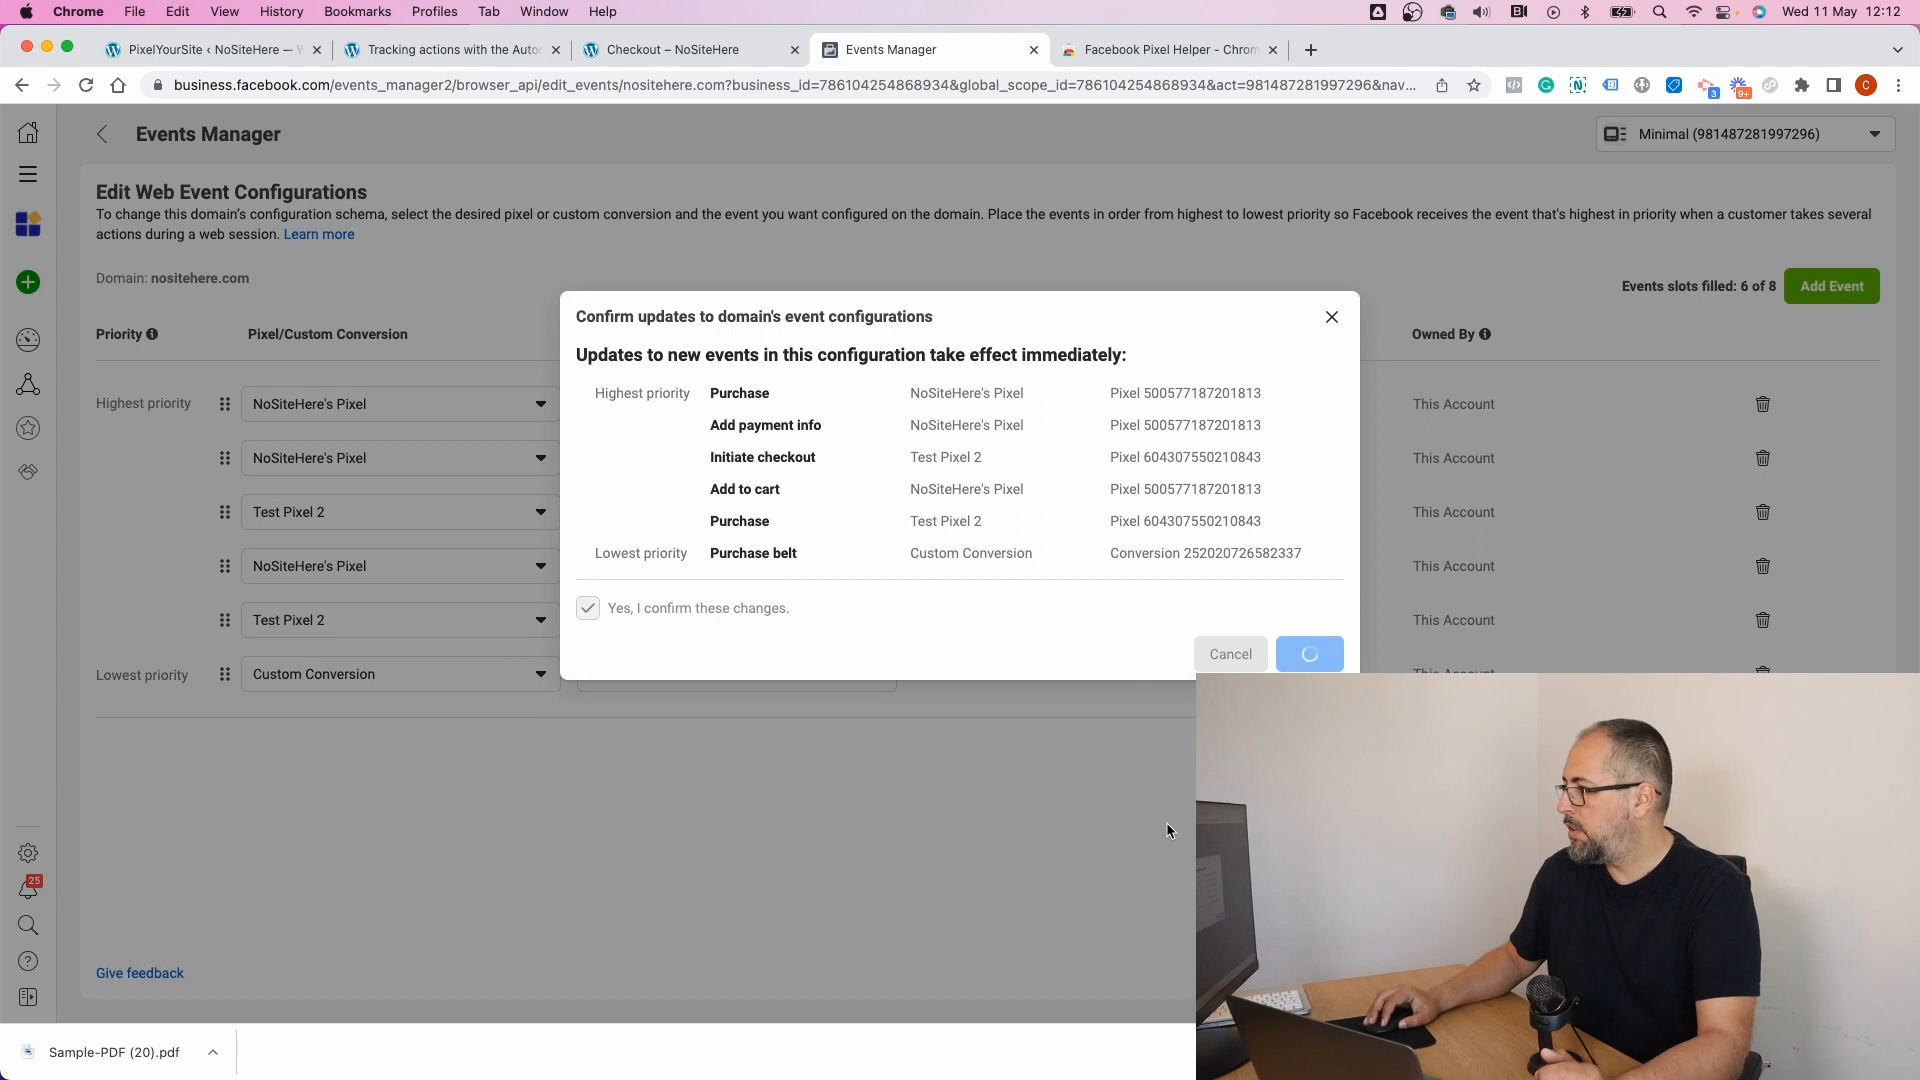 Chrome File Edit View History Bookmarks Profiles Tab Window Help Wed 11 May 12:12
PixelYourSite ‹ NoSiteHere — W Tracking actions with the Autor Checkout – NoSiteHere Events Manager Facebook Pixel Helper - Chrom
business.facebook.com/events_manager2/browser_api/edit_events/nositehere.com?business_id=786104254868934&global_scope_id=786104254868934&act=981487281997296&nav...
3
9+
C
Events Manager
Minimal (981487281997296)
Edit Web Event Configurations
To change this domain's configuration schema, select the desired pixel or custom conversion and the event you want configured on the domain. Place the events in order from highest to lowest priority so Facebook receives the event that's highest in priority when a customer takes several
actions during a web session. Learn more
Domain: nositehere.com
Events slots filled: 6 of 8 Add Event
Priority Pixel/Custom Conversion Owned By
Highest priority NoSiteHere's Pixel This Account
NoSiteHere's Pixel This Account
Test Pixel 2 This Account
NoSiteHere's Pixel This Account
Test Pixel 2 This Account
Lowest priority Custom Conversion This Account
Confirm updates to domain's event configurations
Updates to new events in this configuration take effect immediately:
Highest priority Purchase NoSiteHere's Pixel Pixel 500577187201813
Add payment info NoSiteHere's Pixel Pixel 500577187201813
Initiate checkout Test Pixel 2 Pixel 604307550210843
Add to cart NoSiteHere's Pixel Pixel 500577187201813
Purchase Test Pixel 2 Pixel 604307550210843
Lowest priority Purchase belt Custom Conversion Conversion 252020726582337
Yes, I confirm these changes.
Cancel
25
Give feedback
Sample-PDF (20).pdf